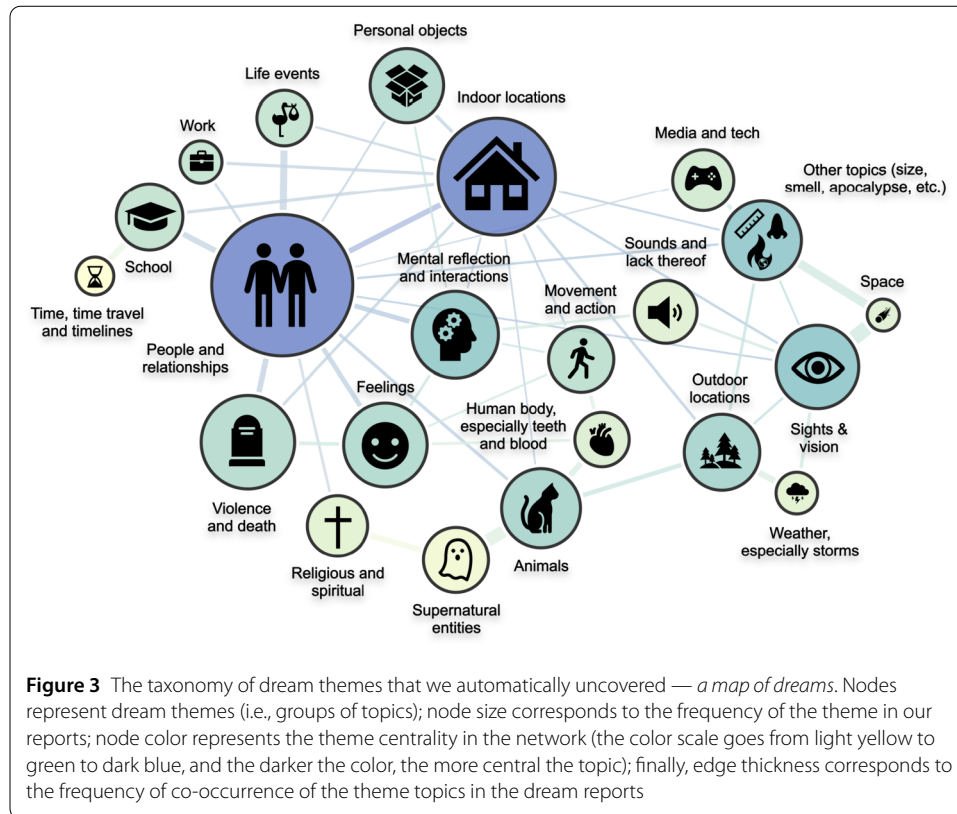 Personal objects
Life events
Indoor locations
Work
Media and tech
Other topics (size,
smell, apocalypse, etc.)
School
Mental reflection
and interactions
Sounds and
lack thereof
Movement
and action
Space
Time, time travel
and timelines
People and
relationships
Feelings
Outdoor
locations
Human body,
especially teeth
and blood
Sights &
vision
Violence
and death
Religious and
spiritual
Animals
Weather,
especially storms
Supernatural
entities
Figure 3 The taxonomy of dream themes that we automatically uncovered — a map of dreams. Nodes
represent dream themes (i.e., groups of topics); node size corresponds to the frequency of the theme in our
reports; node color represents the theme centrality in the network (the color scale goes from light yellow to
green to dark blue, and the darker the color, the more central the topic); finally, edge thickness corresponds to
the frequency of co-occurrence of the theme topics in the dream reports